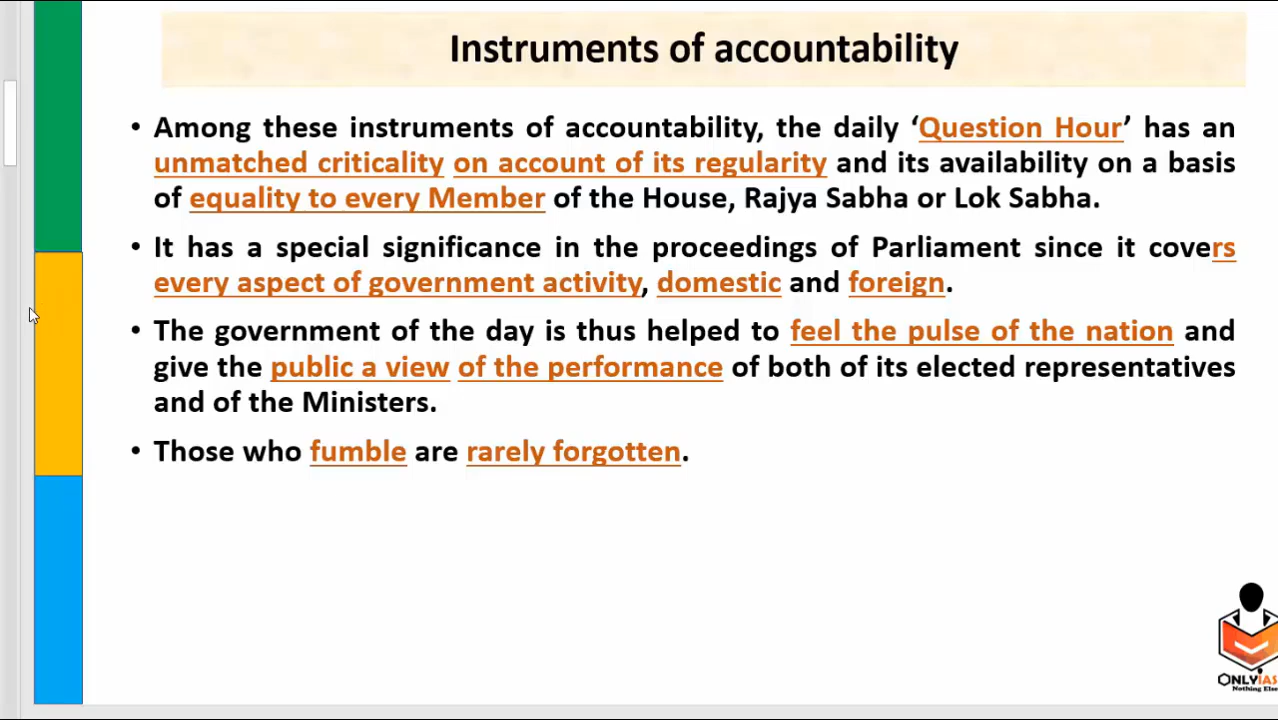 Instruments of accountability
• Among these instruments of accountability, the daily ‘Question Hour’ has an
unmatched criticality on account of its regularity and its availability on a basis
of equality to every Member of the House, Rajya Sabha or Lok Sabha.
• It has a special significance in the proceedings of Parliament since it covers
every aspect of government activity, domestic and foreign.
• The government of the day is thus helped to feel the pulse of the nation and
give the public a view of the performance of both of its elected representatives
and of the Ministers.
• Those who fumble are rarely forgotten.
ONLYIAS
Nothing Else